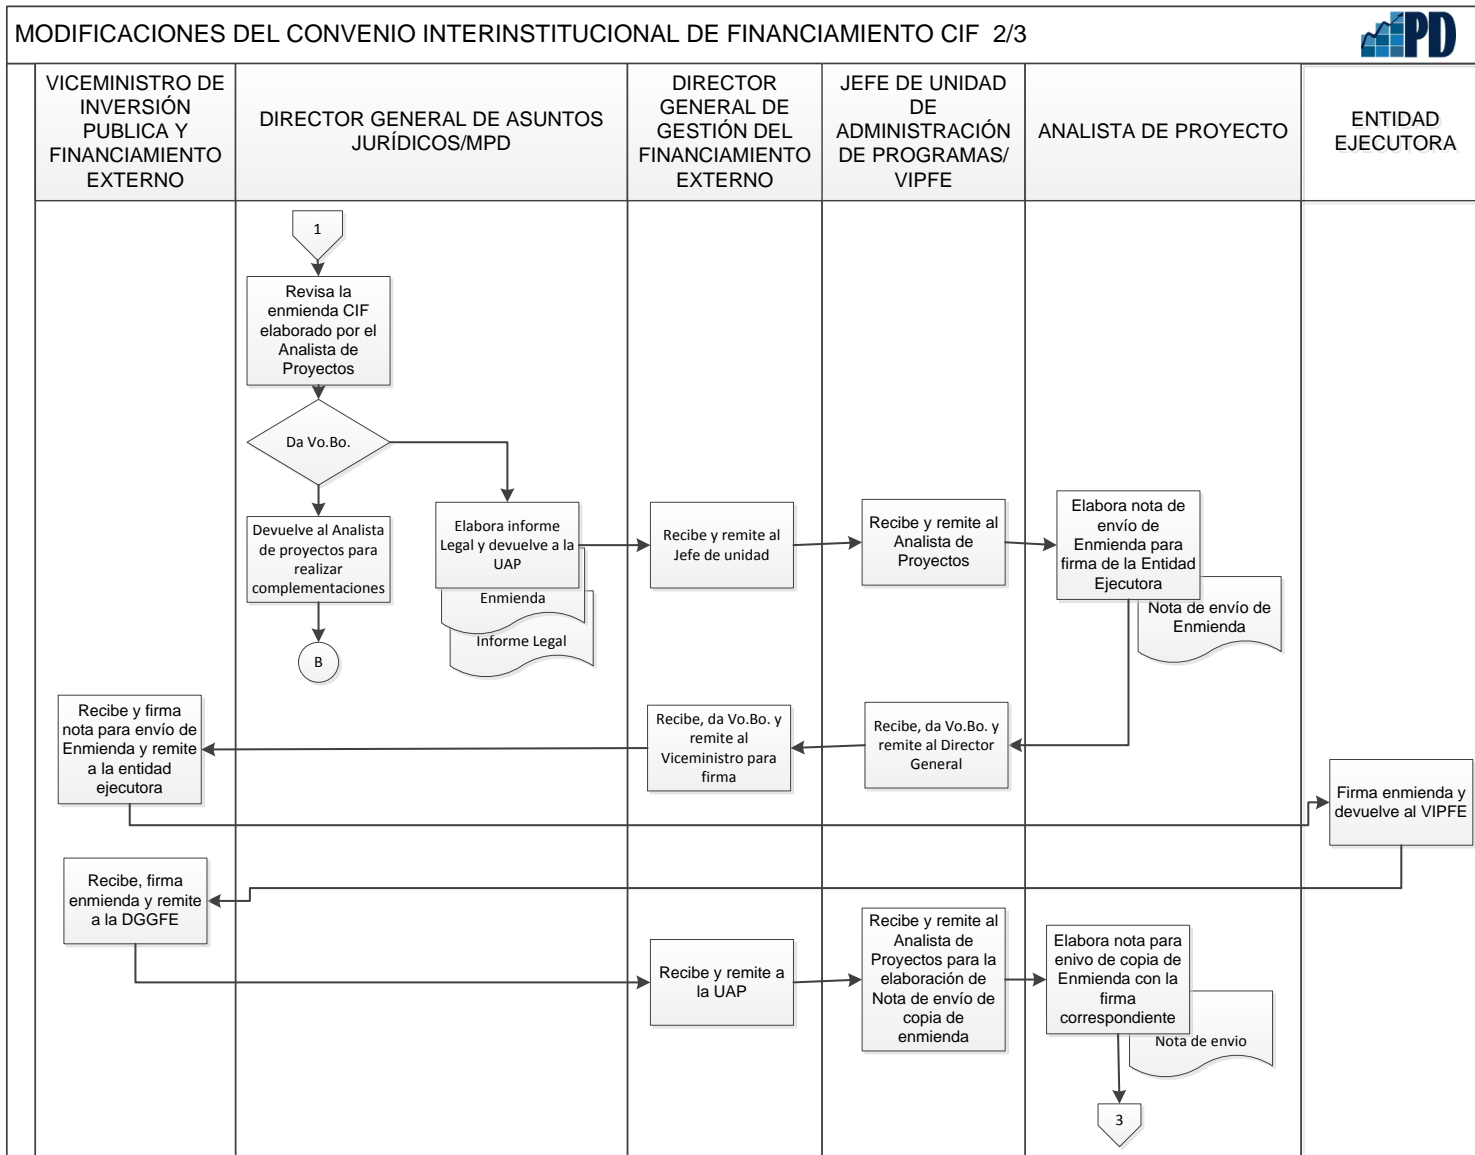 MODIFICACIONES DEL CONVENIO INTERINSTITUCIONAL DE FINANCIAMIENTO CIF 2/3
PD
VICEMINISTRO DE
INVERSIÓN
PUBLICA Y
FINANCIAMIENTO
EXTERNO
DIRECTOR GENERAL DE ASUNTOS
JURÍDICOS/MPD
DIRECTOR
GENERAL DE
GESTIÓN DEL
FINANCIAMIENTO
EXTERNO
JEFE DE UNIDAD
DE
ADMINISTRACIÓN
DE PROGRAMAS/
VIPFE
ANALISTA DE PROYECTO
ENTIDAD
EJECUTORA
1
Revisa la
enmienda CIF
elaborado por el
Analista de
Proyectos
Da Vo.Bo.
Devuelve al Analista
de proyectos para
realizar
complementaciones
B
Elabora informe
Legal y devuelve a la
UAP
Enmienda
Informe Legal
Recibe y remite al
Jefe de unidad
Recibe y remite al
Analista de
Proyectos
Elabora nota de
envío de
Enmienda para
firma de la Entidad
Ejecutora
Nota de envío de
Enmienda
Recibe y firma
nota para envío de
Enmienda y remite
a la entidad
ejecutora
Recibe, da Vo.Bo. y
remite al
Viceministro para
firma
Recibe, da Vo.Bo. y
remite al Director
General
Firma enmienda y
devuelve al VIPFE
Recibe, firma
enmienda y remite
a la DGGFE
Recibe y remite a
la UAP
Recibe y remite al
Analista de
Proyectos para la
elaboración de
Nota de envío de
copia de
enmienda
Elabora nota para
enivo de copia de
Enmienda con la
firma
correspondiente
Nota de envio
3